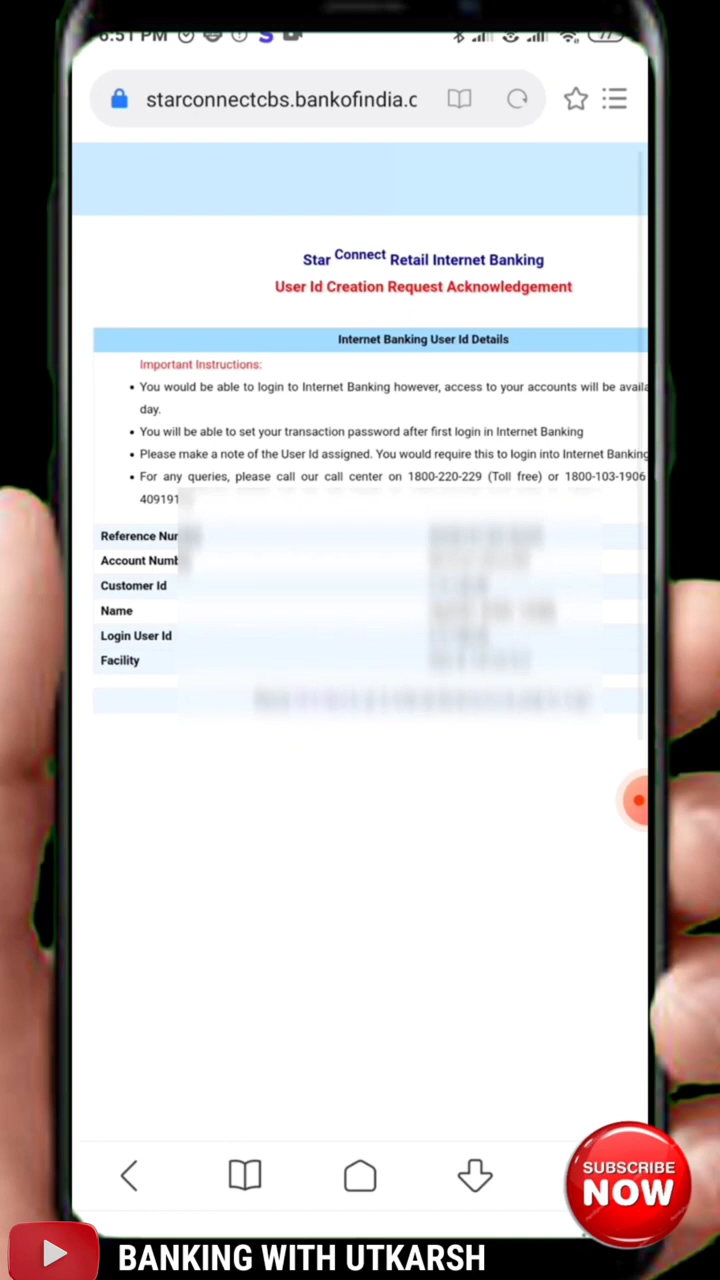 6:51 PM
77
starconnectcbs.bankofindia.c
Star Connect Retail Internet Banking
User Id Creation Request Acknowledgement
Internet Banking User Id Details
Important Instructions:
• You would be able to login to Internet Banking however, access to your accounts will be availa
day.
• You will be able to set your transaction password after first login in Internet Banking
• Please make a note of the User Id assigned. You would require this to login into Internet Banking
• For any queries, please call our call center on 1800-220-229 (Toll free) or 1800-103-1906
409191
Reference Nur
Account Numb
Customer Id
Name
Login User Id
Facility
SUBSCRIBE
NOW
BANKING WITH UTKARSH